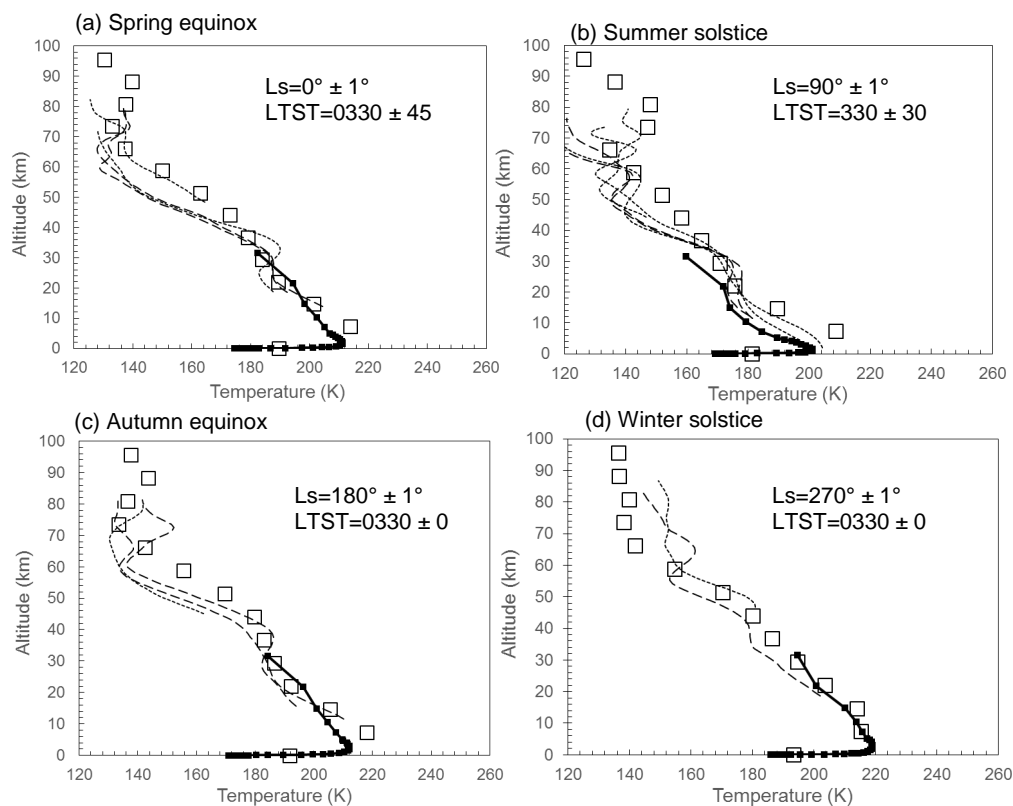 (a) Spring equinox
100
90
80
70
60
50
40
30
20
10
0
Altitude (km)
Ls=0° ± 1°
LTST=0330 ± 45
120 140 160 180 200 220 240 260
Temperature (K)
(b) Summer solstice
100
90
80
70
60
50
40
30
20
10
0
Altitude (km)
Ls=90° ± 1°
LTST=330 ± 30
120 140 160 180 200 220 240 260
Temperature (K)
(c) Autumn equinox
100
90
80
70
60
50
40
30
20
10
0
Altitude (km)
Ls=180° ± 1°
LTST=0330 ± 0
120 140 160 180 200 220 240 260
Temperature (K)
(d) Winter solstice
100
90
80
70
60
50
40
30
20
10
0
Altitude (km)
Ls=270° ± 1°
LTST=0330 ± 0
120 140 160 180 200 220 240 260
Temperature (K)